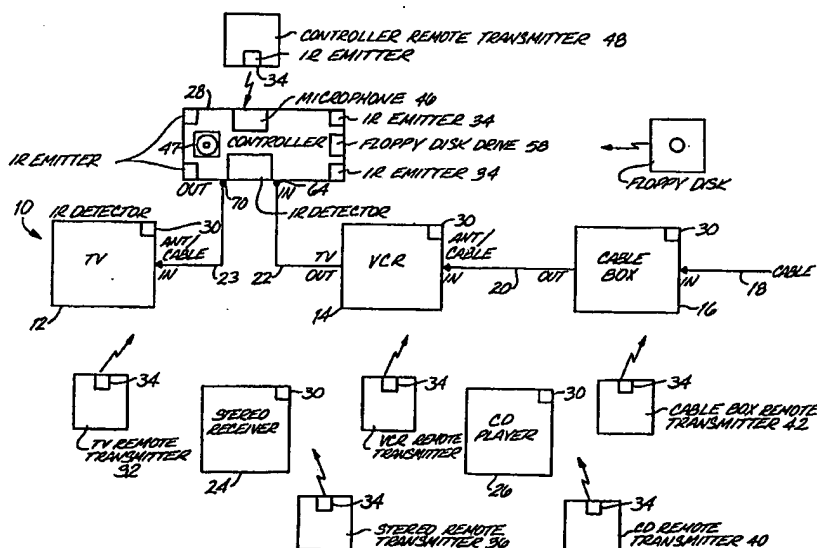 CONTROLLER REMOTE TRANSMITTER 48
IR EMITTER
34
28
MICROPHONE 46
IR EMITTER 34
47
CONTROLLER
FLOPPY DISK DRIVE 58
IR EMITTER
IR EMITTER 34
OUT
70
IN
64
IR DETECTOR
FLOPPY DISK
10
IR DETECTOR
30
TV
ANT/
CABLE
IN
23
12
22
TV
OUT
VCR
30
ANT/
CABLE
IN
14
20
OUT
CABLE
BOX
30
IN
18
CABLE
16
34
TV REMOTE
TRANSMITTER
32
STEREO
RECEIVER
30
24
34
VCR REMOTE
TRANSMITTER
CD
PLAYER
30
26
34
CABLE BOX REMOTE
TRANSMITTER 42
34
STEREO REMOTE
TRANSMITTER 36
34
CD REMOTE
TRANSMITTER 40